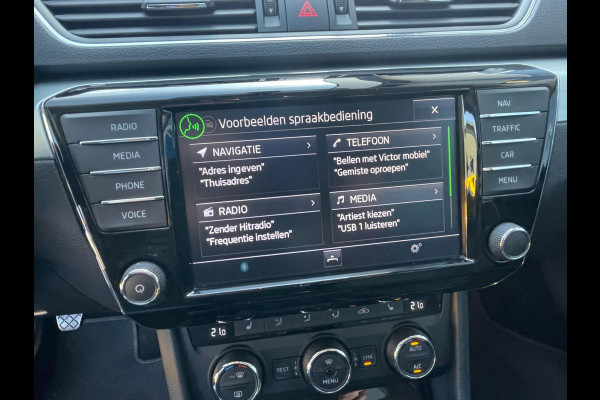 Voorbeelden spraakbediening
NAVIGATIE
"Adres ingeven"
"Thuisadres"
TELEFOON
"Bellen met Victor mobiel"
"Gemiste oproepen"
RADIO
"Zender Hitradio"
"Frequentie instellen"
MEDIA
"Artiest kiezen"
"USB 1 luisteren"
RADIO
MEDIA
PHONE
VOICE
NAV
TRAFFIC
CAR
MENU
21.0
21.0
REST
MENU
SYNC
AUTO
A/C